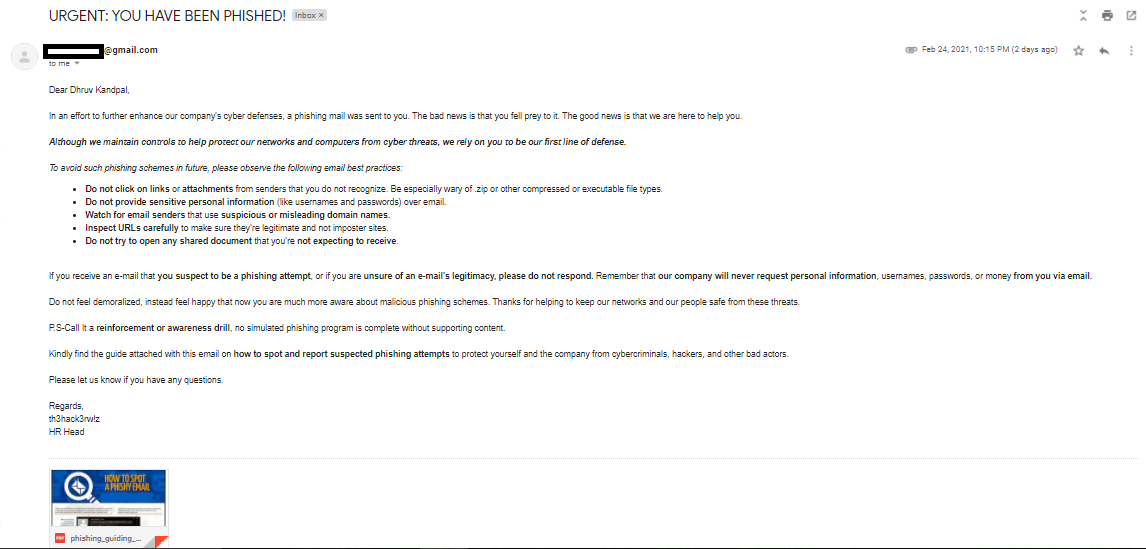 URGENT: YOU HAVE BEEN PHISHED! Inbox ×
@gmail.com
Feb 24, 2021, 10:15 PM (2 days ago)
to me
Dear Dhruv Kandpal,
In an effort to further enhance our company's cyber defenses, a phishing mail was sent to you. The bad news is that you fell prey to it. The good news is that we are here to help you.
Although we maintain controls to help protect our networks and computers from cyber threats, we rely on you to be our first line of defense.
To avoid such phishing schemes in future, please observe the following email best practices:
• Do not click on links or attachments from senders that you do not recognize. Be especially wary of .zip or other compressed or executable file types.
• Do not provide sensitive personal information (like usernames and passwords) over email.
• Watch for email senders that use suspicious or misleading domain names.
• Inspect URLs carefully to make sure they're legitimate and not imposter sites.
• Do not try to open any shared document that you're not expecting to receive.
If you receive an e-mail that you suspect to be a phishing attempt, or if you are unsure of an e-mail's legitimacy, please do not respond. Remember that our company will never request personal information, usernames, passwords, or money from you via email.
Do not feel demoralized, instead feel happy that now you are much more aware about malicious phishing schemes. Thanks for helping to keep our networks and our people safe from these threats.
P.S-Call It a reinforcement or awareness drill, no simulated phishing program is complete without supporting content.
Kindly find the guide attached with this email on how to spot and report suspected phishing attempts to protect yourself and the company from cybercriminals, hackers, and other bad actors.
Please let us know if you have any questions.
Regards,
th3hack3rw!z
HR Head
HOW TO SPOT
A PHISHY EMAIL
PDF phishing_guiding_...